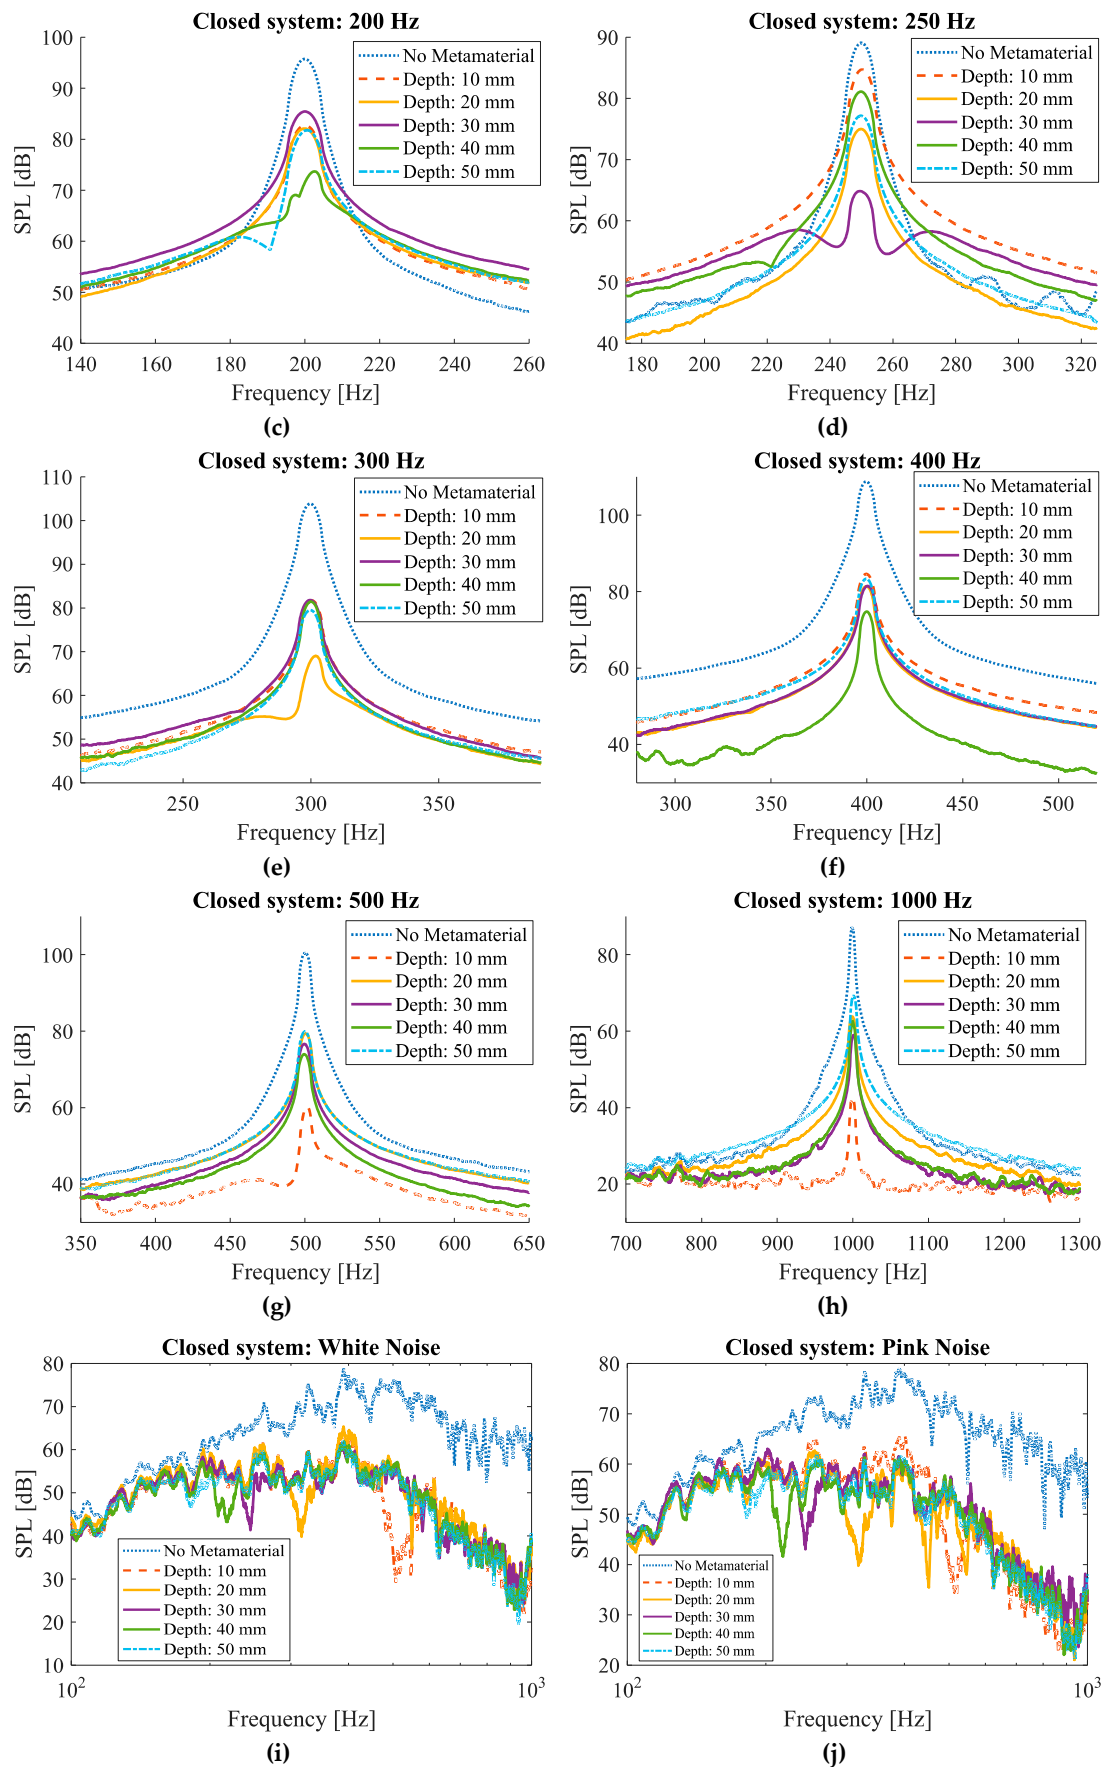 Closed system: 200 Hz
100
90
80
70
60
50
40
SPL [dB]
No Metamaterial
Depth: 10 mm
Depth: 20 mm
Depth: 30 mm
Depth: 40 mm
Depth: 50 mm
140 160 180 200 220 240 260
Frequency [Hz]
(c)
Closed system: 250 Hz
90
80
70
60
50
40
SPL [dB]
No Metamaterial
Depth: 10 mm
Depth: 20 mm
Depth: 30 mm
Depth: 40 mm
Depth: 50 mm
180 200 220 240 260 280 300 320
Frequency [Hz]
(d)
Closed system: 300 Hz
110
100
90
80
70
60
50
40
SPL [dB]
No Metamaterial
Depth: 10 mm
Depth: 20 mm
Depth: 30 mm
Depth: 40 mm
Depth: 50 mm
250 300 350
Frequency [Hz]
(e)
Closed system: 400 Hz
100
80
60
40
SPL [dB]
No Metamaterial
Depth: 10 mm
Depth: 20 mm
Depth: 30 mm
Depth: 40 mm
Depth: 50 mm
300 350 400 450 500
Frequency [Hz]
(f)
Closed system: 500 Hz
100
80
60
40
SPL [dB]
No Metamaterial
Depth: 10 mm
Depth: 20 mm
Depth: 30 mm
Depth: 40 mm
Depth: 50 mm
350 400 450 500 550 600 650
Frequency [Hz]
(g)
Closed system: 1000 Hz
80
60
40
20
SPL [dB]
No Metamaterial
Depth: 10 mm
Depth: 20 mm
Depth: 30 mm
Depth: 40 mm
Depth: 50 mm
700 800 900 1000 1100 1200 1300
Frequency [Hz]
(h)
Closed system: White Noise
80
70
60
50
40
30
20
10
SPL [dB]
No Metamaterial
Depth: 10 mm
Depth: 20 mm
Depth: 30 mm
Depth: 40 mm
Depth: 50 mm
10² 10³
Frequency [Hz]
(i)
Closed system: Pink Noise
80
70
60
50
40
30
20
SPL [dB]
No Metamaterial
Depth: 10 mm
Depth: 20 mm
Depth: 30 mm
Depth: 40 mm
Depth: 50 mm
10² 10³
Frequency [Hz]
(j)